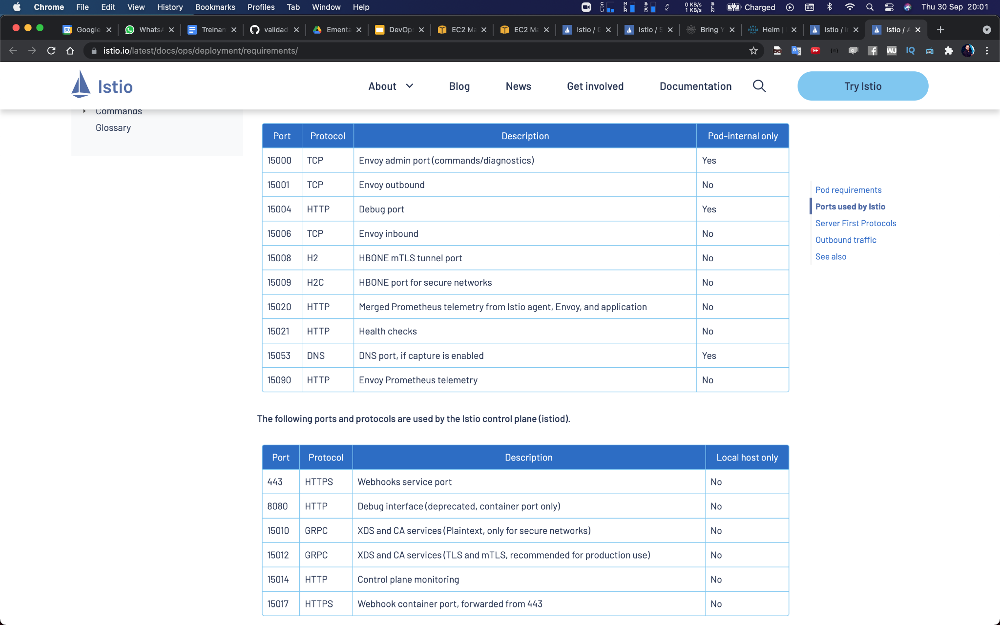 Chrome File Edit View History Bookmarks Profiles Tab Window Help
CPU MEM SSD 0 KB/s 1 KB/s SEN Charged Thu 30 Sep 20:01
Google WhatsA Treinam validad Ementa DevOps EC2 Ma EC2 Ma Istio / Istio / S Bring Y Helm | Istio / Istio /
istio.io/latest/docs/ops/deployment/requirements/
Istio
About Blog News Get involved Documentation Try Istio
Commands
Glossary
Port Protocol Description Pod-internal only
15000 TCP Envoy admin port (commands/diagnostics) Yes
15001 TCP Envoy outbound No
15004 HTTP Debug port Yes
15006 TCP Envoy inbound No
15008 H2 HBONE mTLS tunnel port No
15009 H2C HBONE port for secure networks No
15020 HTTP Merged Prometheus telemetry from Istio agent, Envoy, and application No
15021 HTTP Health checks No
15053 DNS DNS port, if capture is enabled Yes
15090 HTTP Envoy Prometheus telemetry No
Pod requirements
Ports used by Istio
Server First Protocols
Outbound traffic
See also
The following ports and protocols are used by the Istio control plane (istiod).
Port Protocol Description Local host only
443 HTTPS Webhooks service port No
8080 HTTP Debug interface (deprecated, container port only) No
15010 GRPC XDS and CA services (Plaintext, only for secure networks) No
15012 GRPC XDS and CA services (TLS and mTLS, recommended for production use) No
15014 HTTP Control plane monitoring No
15017 HTTPS Webhook container port, forwarded from 443 No